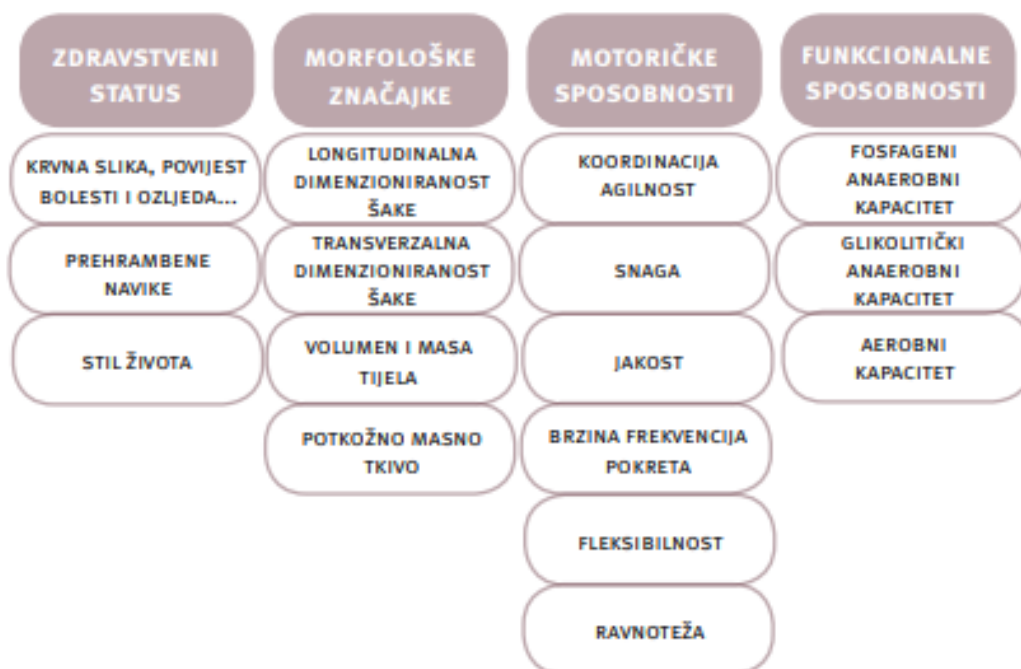 ZDRAVSTVENI
STATUS
KRVNA SLIKA, POVIJEST
BOLESTI I OZLJEDA...
PREHRAMBENE
NAVIKE
STIL ŽIVOTA
MORFOLOŠKE
ZNAČAJKE
LONGITUDINALNA
DIMENZIONIRANOST
ŠAKE
TRANSVERZALNA
DIMENZIONIRANOST
ŠAKE
VOLUMEN I MASA
TIJELA
POTKOŽNO MASNO
TKIVO
MOTORIČKE
SPOSOBNOSTI
KOORDINACIJA
AGILNOST
SNAGA
JAKOST
BRZINA FREKVENCIJA
POKRETA
FLEKSIBILNOST
RAVNOTEŽA
FUNKCIONALNE
SPOSOBNOSTI
FOSFAGENI
ANAEROBNI
KAPACITET
GLIKOLITIČKI
ANAEROBNI
KAPACITET
AEROBNI
KAPACITET